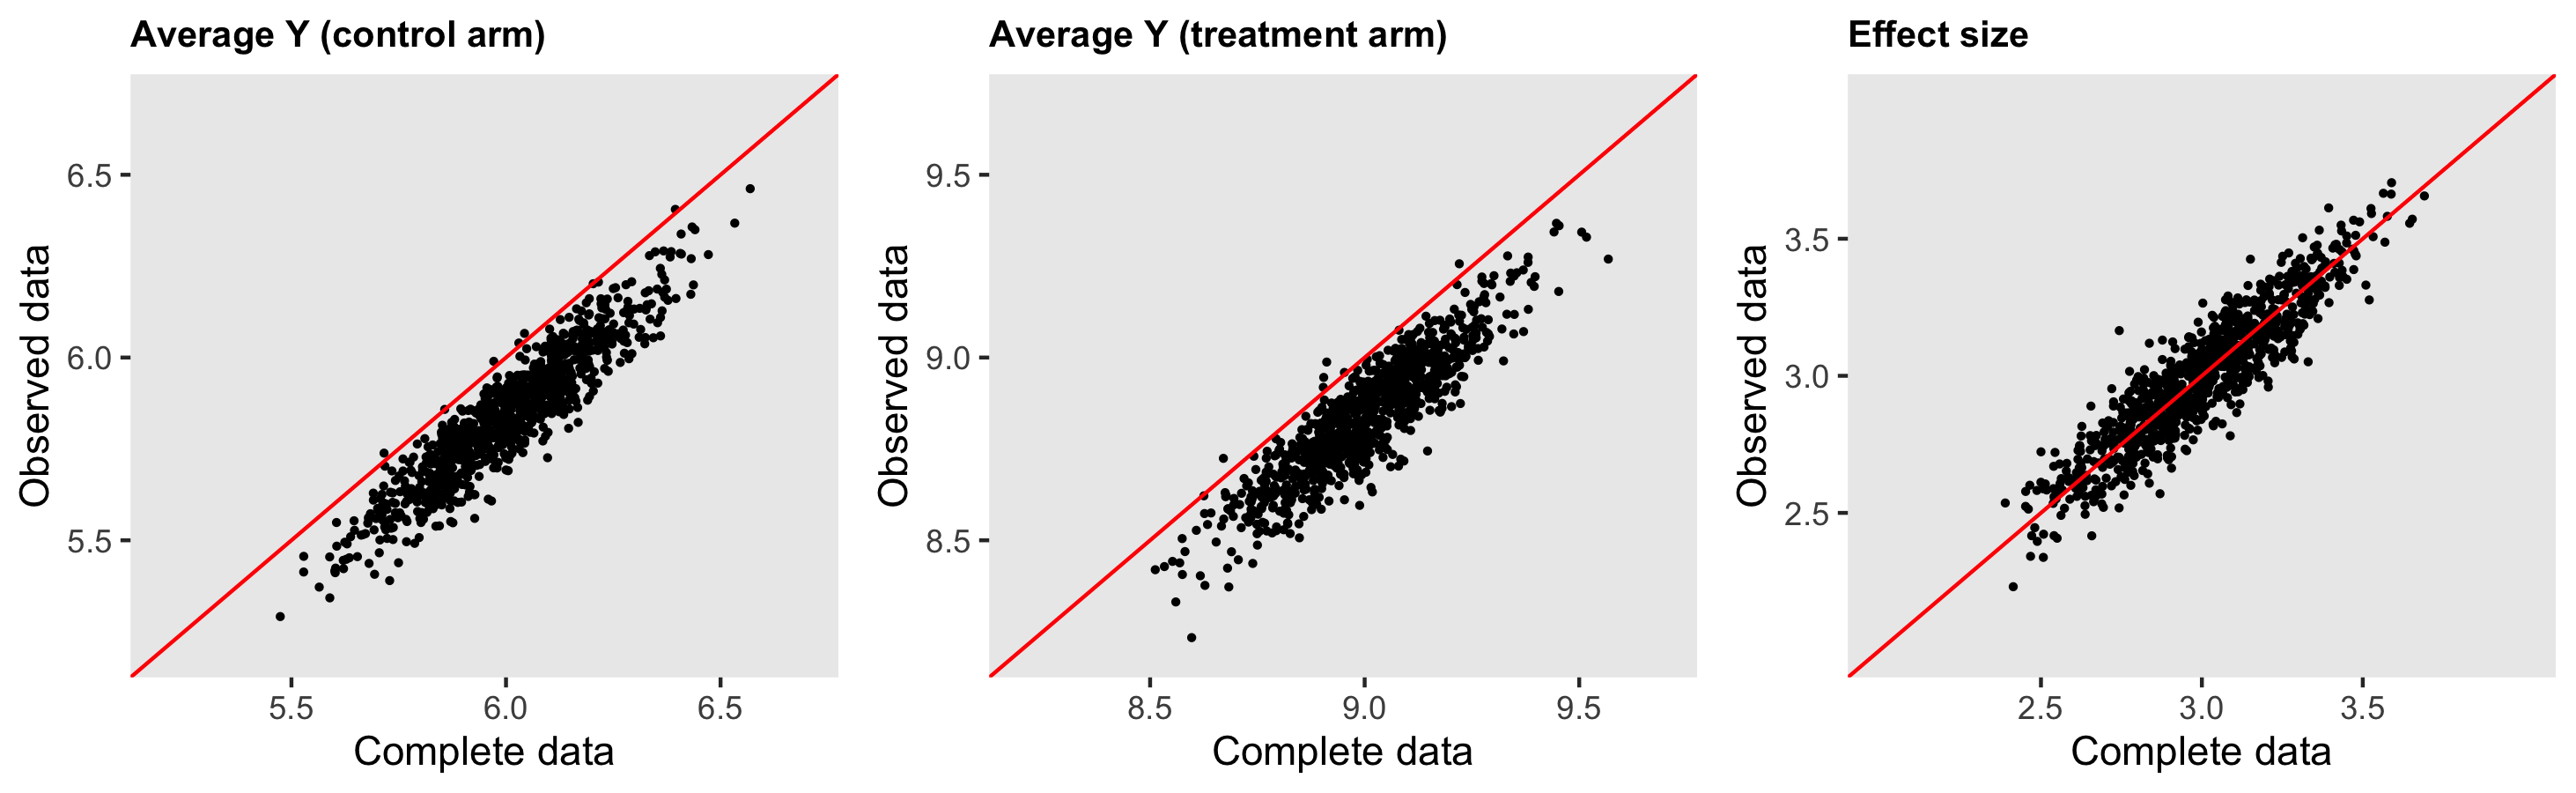 Average Y (control arm)
6.5
6.0
5.5
5.5 6.0 6.5
Complete data
Observed data
Average Y (treatment arm)
9.5
9.0
8.5
8.5 9.0 9.5
Complete data
Observed data
Effect size
3.5
3.0
2.5
2.5 3.0 3.5
Complete data
Observed data